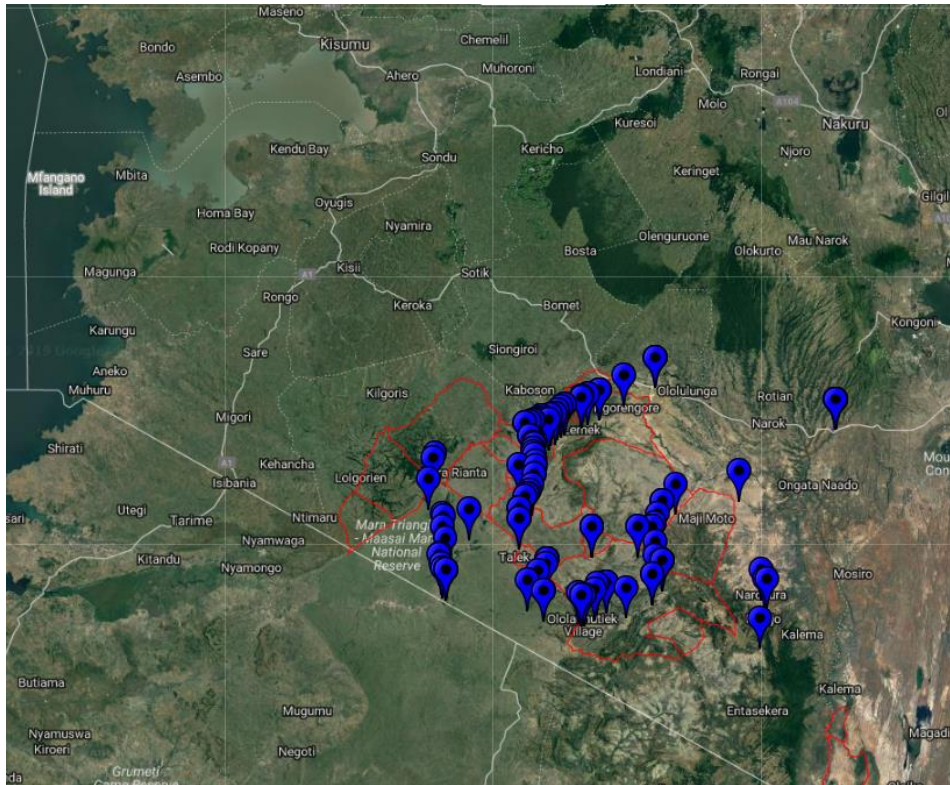 Maseno
Bondo
Kisumu
Chemelil
Muhoroni
Londiani
Rongai
Asembo
Ahero
Molo
A104
Nakuru
Kuresoi
Kendu Bay
Sondu
Kericho
Njoro
Mfangano
Island
Mbita
Keringet
Gilgil
Oyugis
Homa Bay
Nyamira
Olenguruone
Mau Narok
Rodi Kopany
Bosta
Olokurto
Kisii
Sotik
Magunga
A1
Rongo
Keroka
Bomet
Karungu
Kongoni
Sare
Siongiroi
Aneko
Muhuru
Kilgoris
Kaboson
Ololulunga
Rotian
Migori
Narok
Shirati
A1
Kehancha
Lolgorien
Isibania
Ongata Naado
Utegi
Tarime
Ntimaru
Maji Moto
Nyamwaga
Mara Triangle
- Maasai Mara
National
Reserve
Kitandu
Nyamongo
Talek
Mosiro
Village
Kalema
Butiama
Kalema
Mugumu
Entasekera
Nyamuswa
Kiroeri
Magadi
Negoti
Grumeti